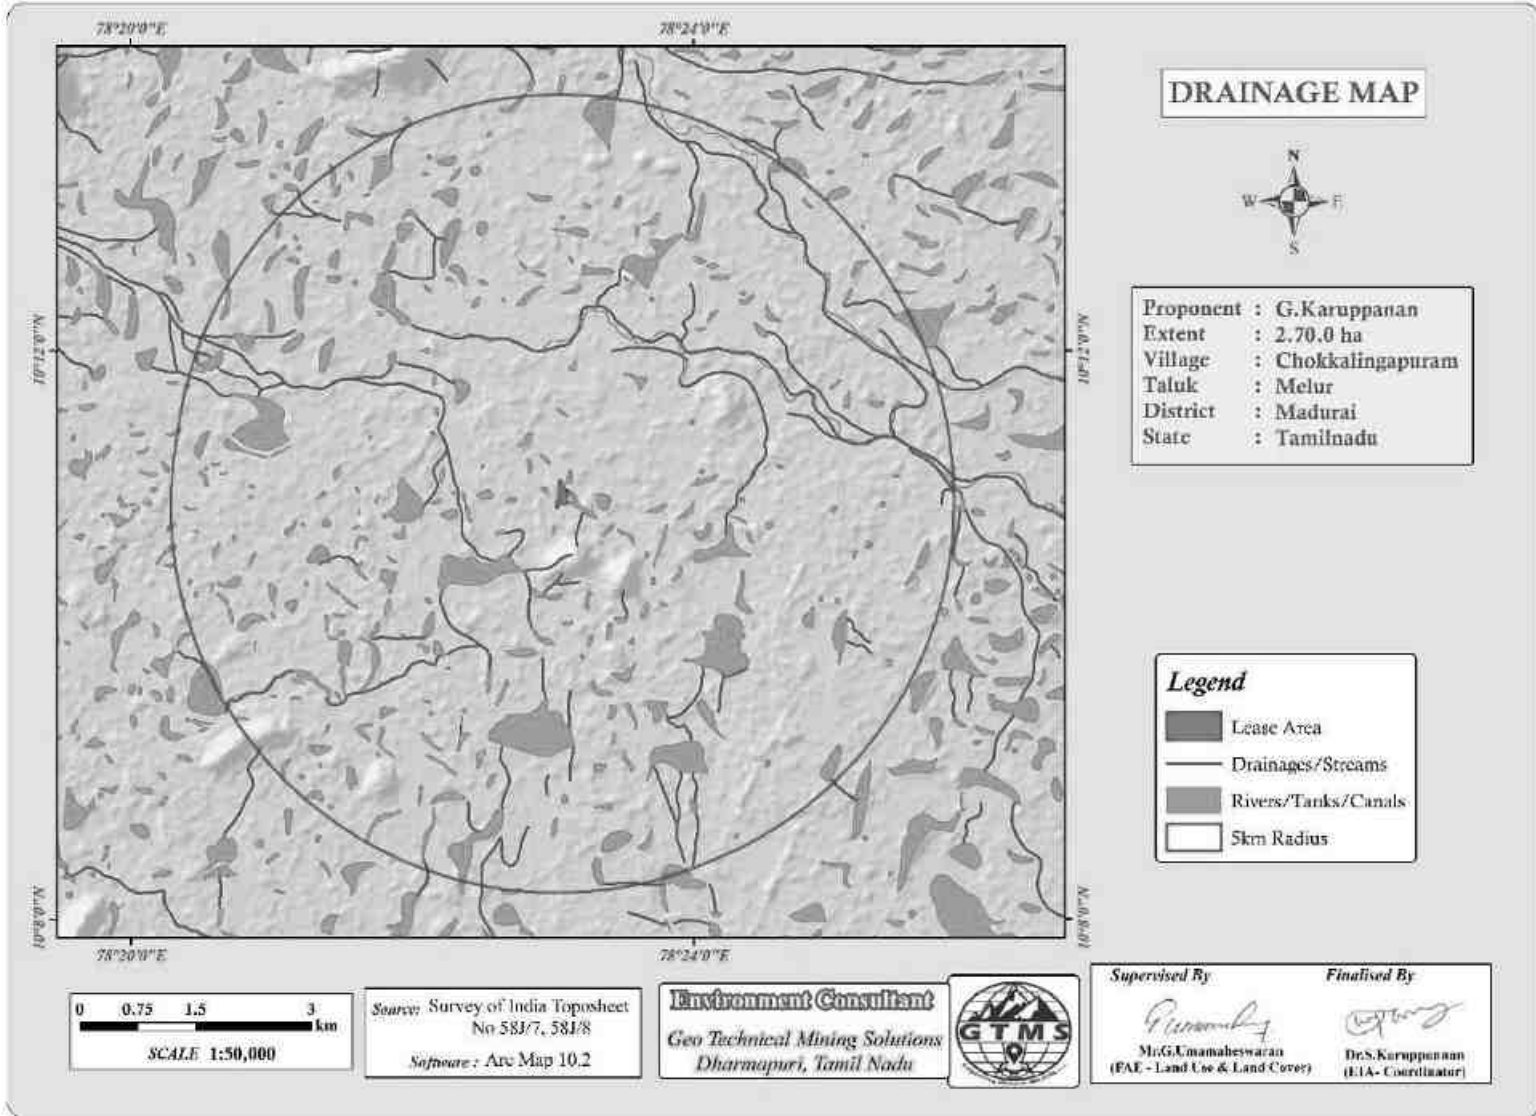 78°20'0"E
78°24'0"E
DRAINAGE MAP
N
W
E
S
10°12'0"N
10°12'0"N
Proponent : G.Karuppanan
Extent : 2.70.0 ha
Village : Chokkalingapuram
Taluk : Melur
District : Madurai
State : Tamilnadu
Legend
Lease Area
Drainages/Streams
Rivers/Tanks/Canals
5km Radius
10°8'0"N
10°8'0"N
78°20'0"E
78°24'0"E
0 0.75 1.5 3
km
SCALE 1:50,000
Source: Survey of India Toposheet
No 58J/7, 58J/8
Software : Arc Map 10.2
Environment Consultant
Geo Technical Mining Solutions
Dharmapuri, Tamil Nadu
GTMS
Supervised By
Finalised By
Mr.G.Umamaheswaran
(FAE - Land Use & Land Cover)
Dr.S.Karuppannan
(EIA- Coordinator)